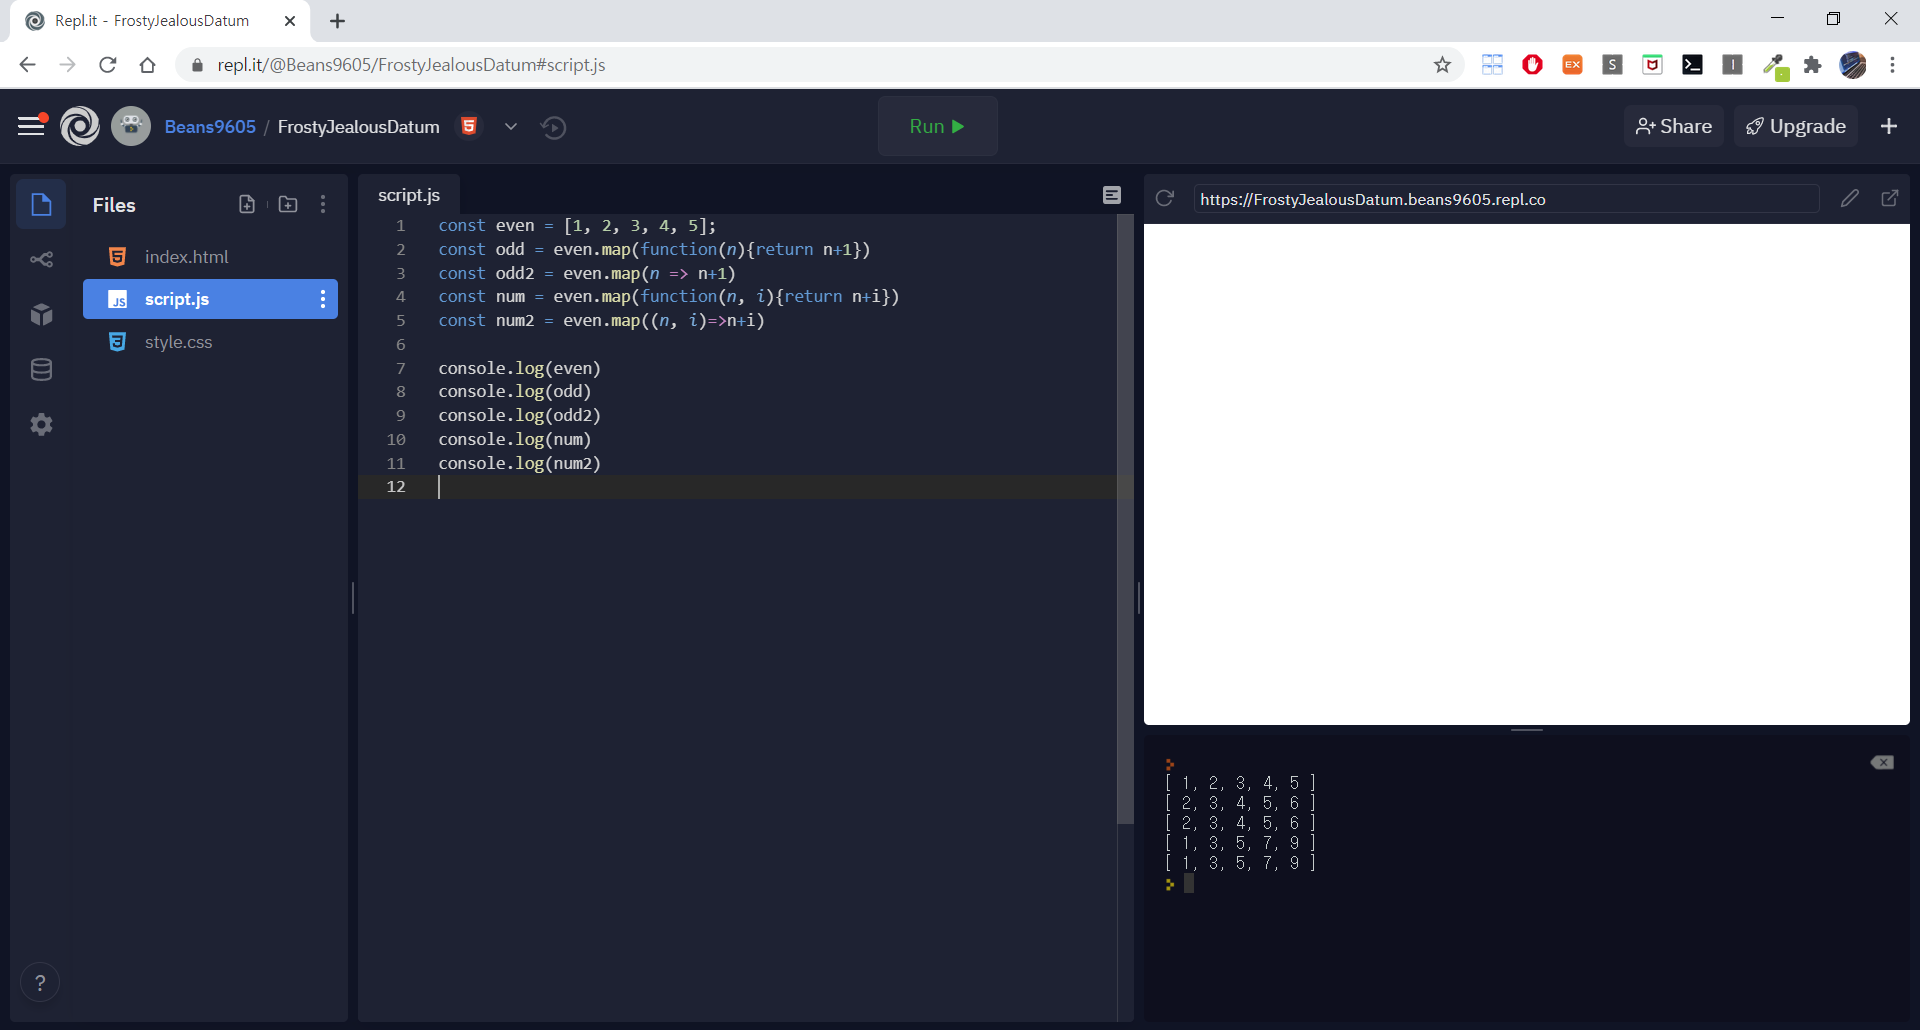 Repl.it - FrostyJealousDatum
repl.it/@Beans9605/FrostyJealousDatum#script.js
EX
S
I
Beans9605 / FrostyJealousDatum
5
Run
Share
Upgrade
Files
index.html
JS script.js
style.css
?
script.js
1 const even = [1, 2, 3, 4, 5];
2 const odd = even.map(function(n){return n+1})
3 const odd2 = even.map(n => n+1)
4 const num = even.map(function(n, i){return n+i})
5 const num2 = even.map((n, i)=>n+i)
6
7 console.log(even)
8 console.log(odd)
9 console.log(odd2)
10 console.log(num)
11 console.log(num2)
12
https://FrostyJealousDatum.beans9605.repl.co
[ 1, 2, 3, 4, 5 ]
[ 2, 3, 4, 5, 6 ]
[ 2, 3, 4, 5, 6 ]
[ 1, 3, 5, 7, 9 ]
[ 1, 3, 5, 7, 9 ]